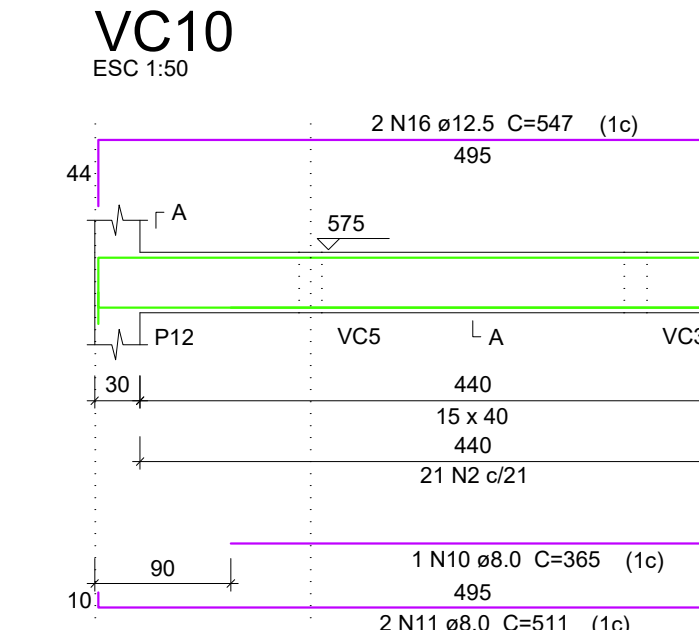 VC10
ESC 1:50
2 N16 ø12.5 C=547 (1c)
495
44
A
575
P12
VC5
A
VC3
30
440
15 x 40
440
21 N2 c/21
1 N10 ø8.0 C=365 (1c)
90
10
495
2 N11 ø8.0 C=511 (1c)